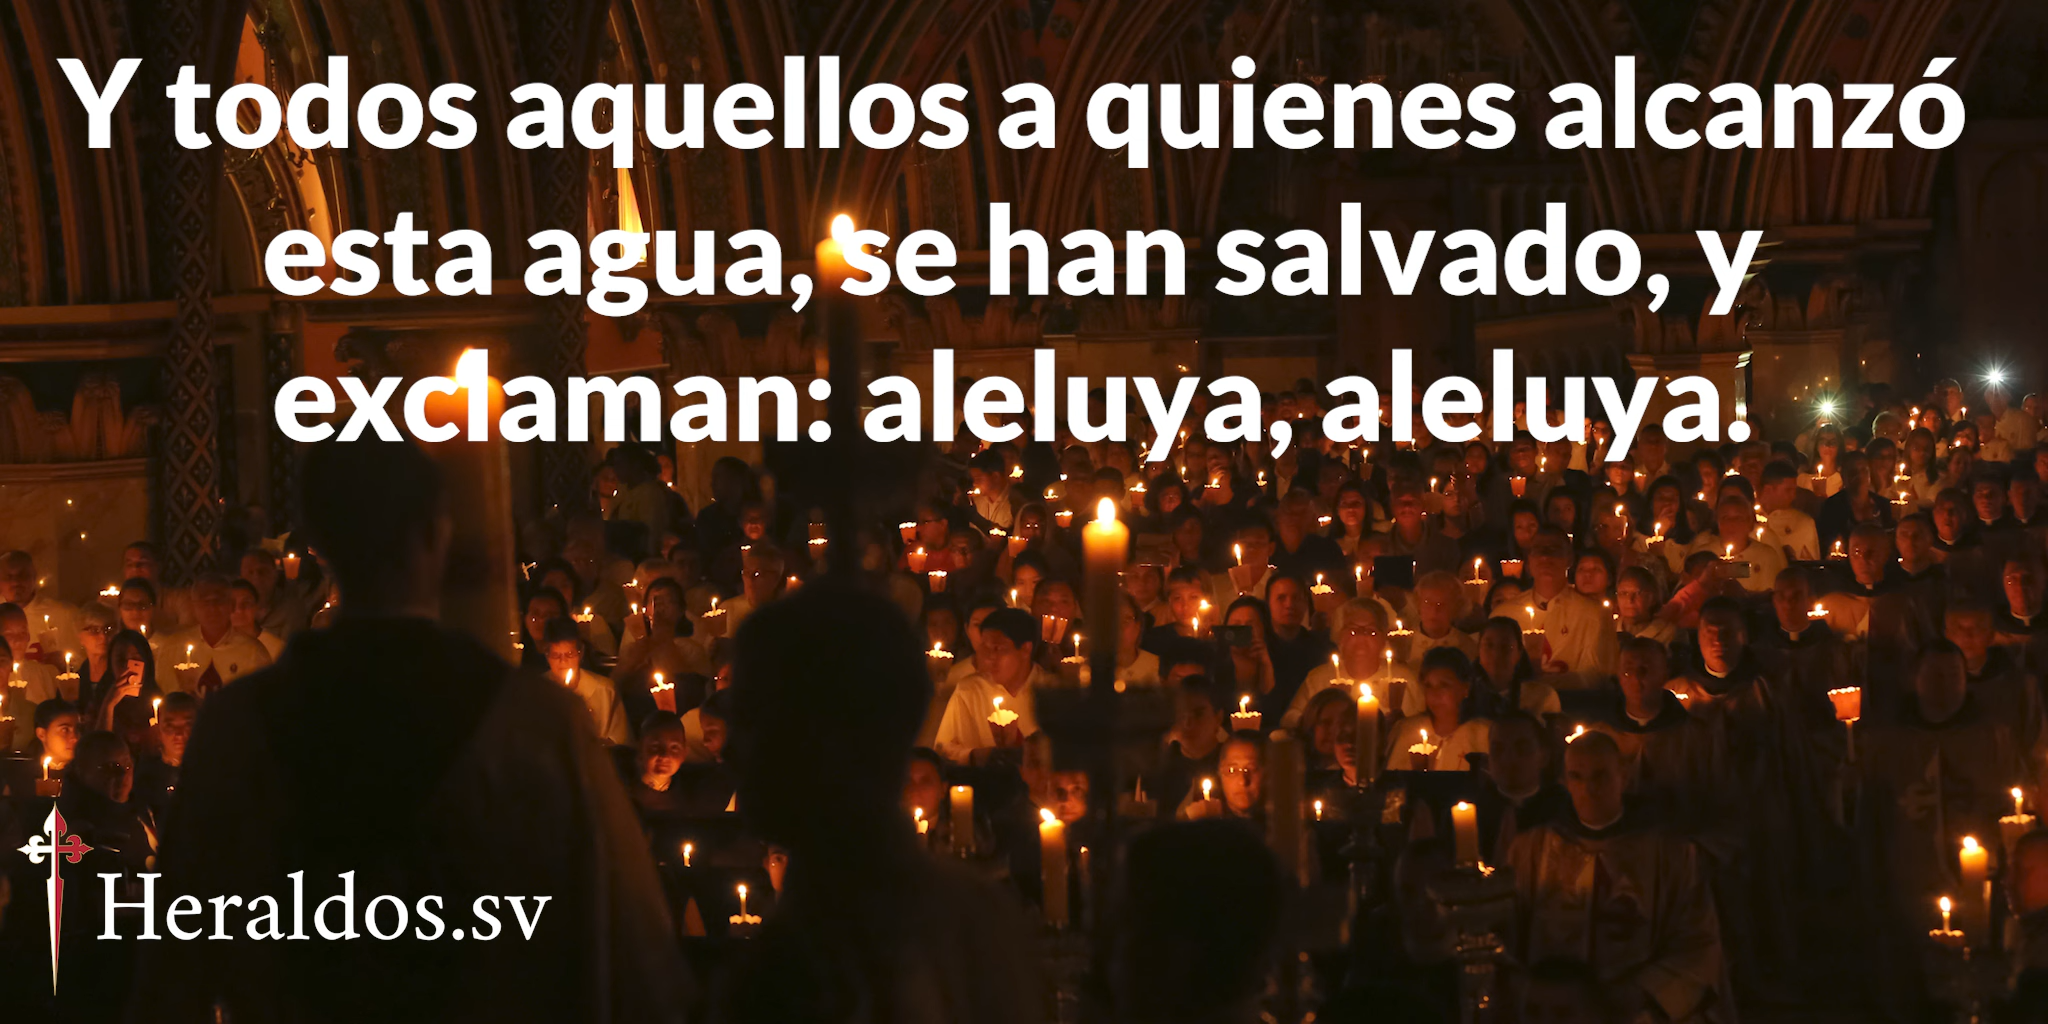 Y todos aquellos a quienes alcanzó
esta agua, se han salvado, y
exclaman: aleluya, aleluya.
Heraldos.sv